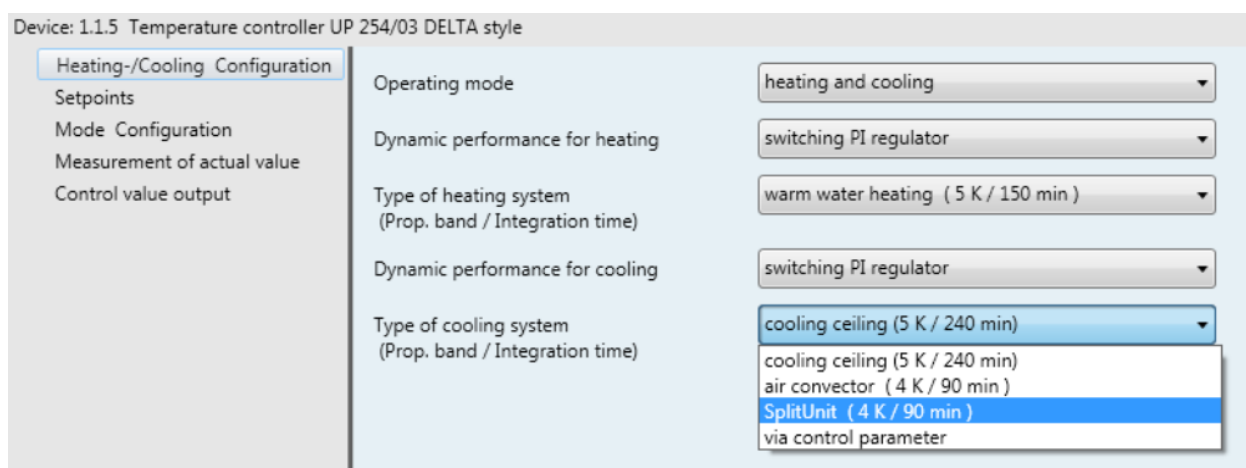 Device: 1.1.5 Temperature controller UP 254/03 DELTA style
Heating-/Cooling Configuration
Setpoints
Mode Configuration
Measurement of actual value
Control value output
Operating mode
heating and cooling
Dynamic performance for heating
switching PI regulator
Type of heating system
(Prop. band / Integration time)
warm water heating ( 5 K / 150 min )
Dynamic performance for cooling
switching PI regulator
Type of cooling system
(Prop. band / Integration time)
cooling ceiling (5 K / 240 min)
cooling ceiling (5 K / 240 min)
air convector ( 4 K / 90 min )
SplitUnit ( 4 K / 90 min )
via control parameter